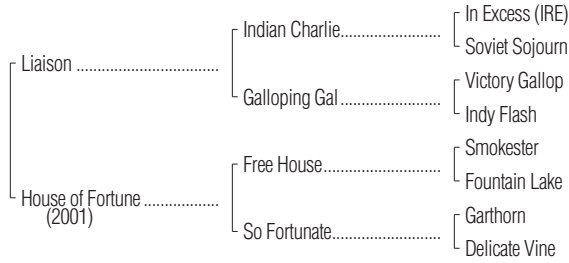 In Excess (IRE)
Indian Charlie.....................
Soviet Sojourn
Liaison ..............................
Victory Gallop
Galloping Gal .....................
Indy Flash
Smokester
Free House.........................
Fountain Lake
House of Fortune ................
(2001)
Garthorn
So Fortunate.......................
Delicate Vine